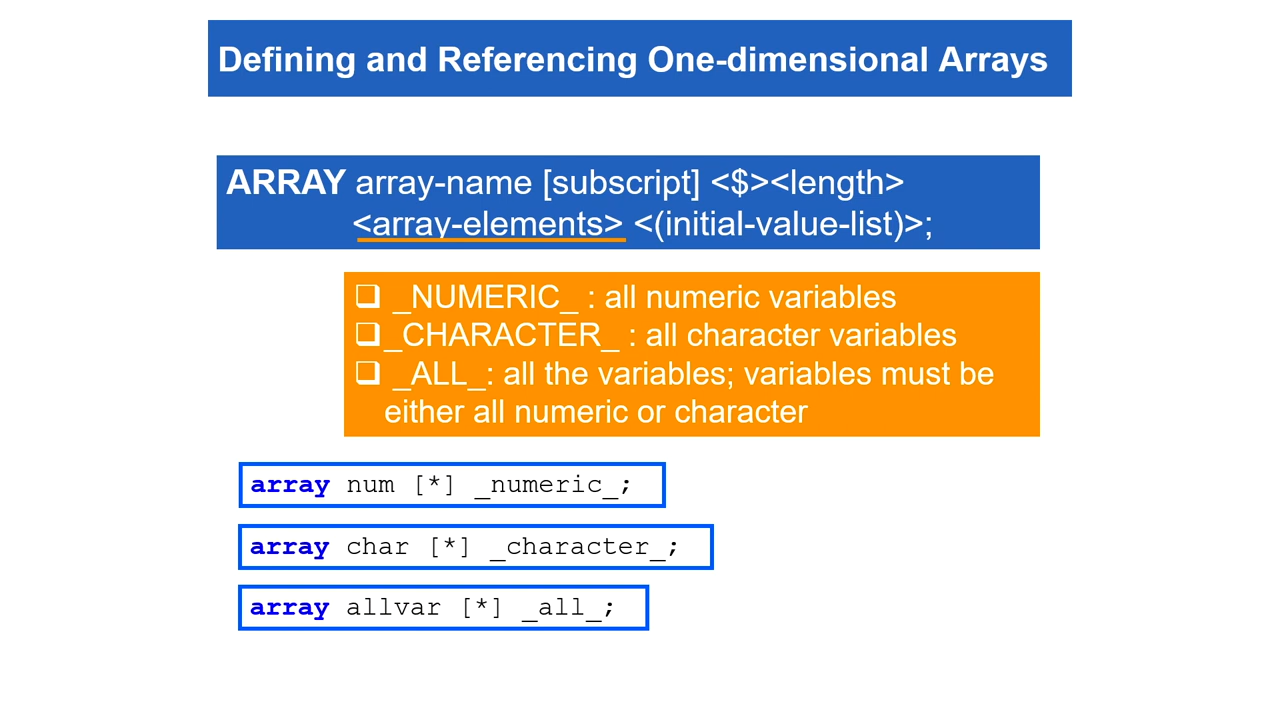 Defining and Referencing One-dimensional Arrays
ARRAY array-name [subscript] <$><length>
<array-elements> <(initial-value-list)>;
❑ _NUMERIC_ : all numeric variables
❑ _CHARACTER_ : all character variables
❑ _ALL_: all the variables; variables must be
either all numeric or character
array num [*] _numeric_;
array char [*] _character_;
array allvar [*] _all_;